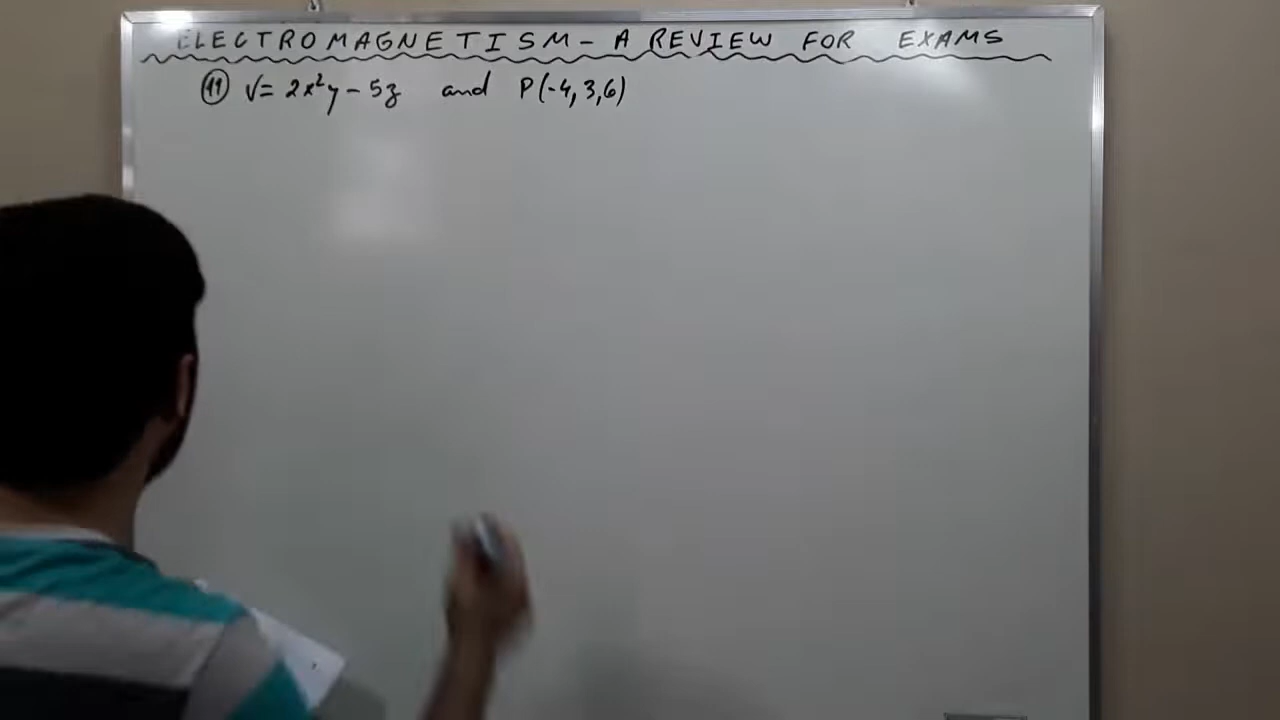 ELECTROMAGNETISM - A REVIEW FOR EXAMS
11 V = 2x²y - 5z and P(-4, 3, 6)